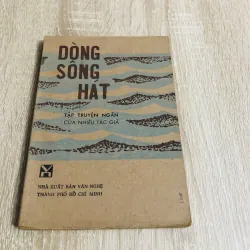 DÒNG
SÔNG
HÁT
TẬP TRUYỆN NGẮN
CỦA NHIỀU TÁC GIẢ
NHÀ XUẤT BẢN VĂN NGHỆ
THÀNH PHỐ HỒ CHÍ MINH